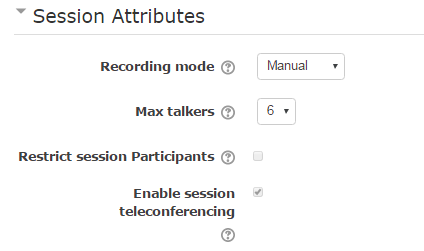 Session Attributes
Recording mode Manual
Max talkers 6
Restrict session Participants
Enable session
teleconferencing